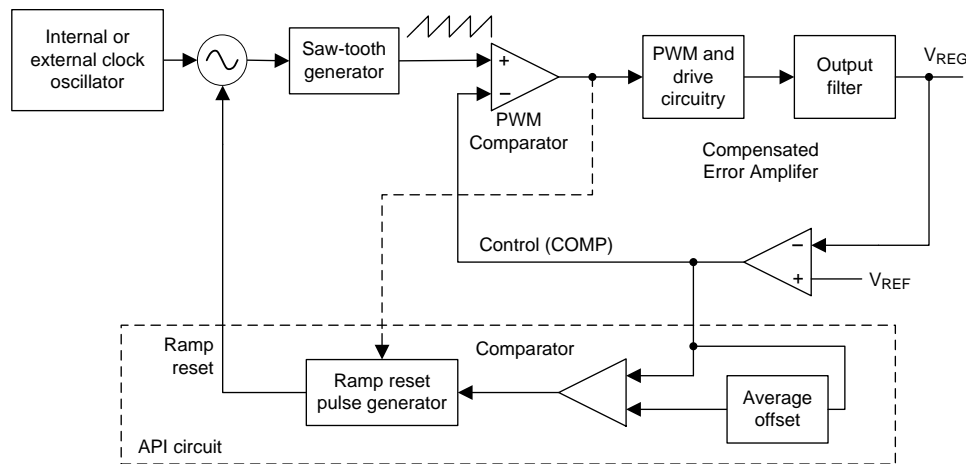 Internal or
external clock
oscillator
Saw-tooth
generator
+
−
PWM
Comparator
PWM and
drive
circuitry
Output
filter
VREG
Compensated
Error Amplifer
Control (COMP)
−
+
VREF
Ramp
reset
Ramp reset
pulse generator
Comparator
Average
offset
API circuit